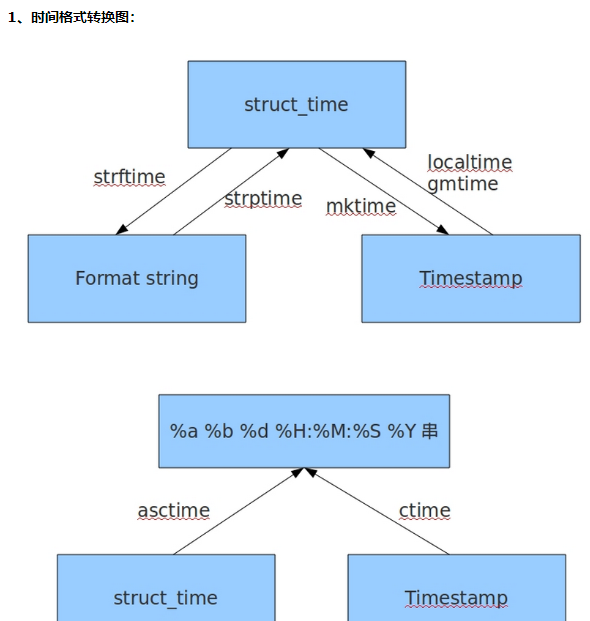 1、时间格式转换图：
struct_time
strftime
strptime
mktime
localtime
gmtime
Format string
Timestamp
%a %b %d %H:%M:%S %Y 串
asctime
ctime
struct_time
Timestamp